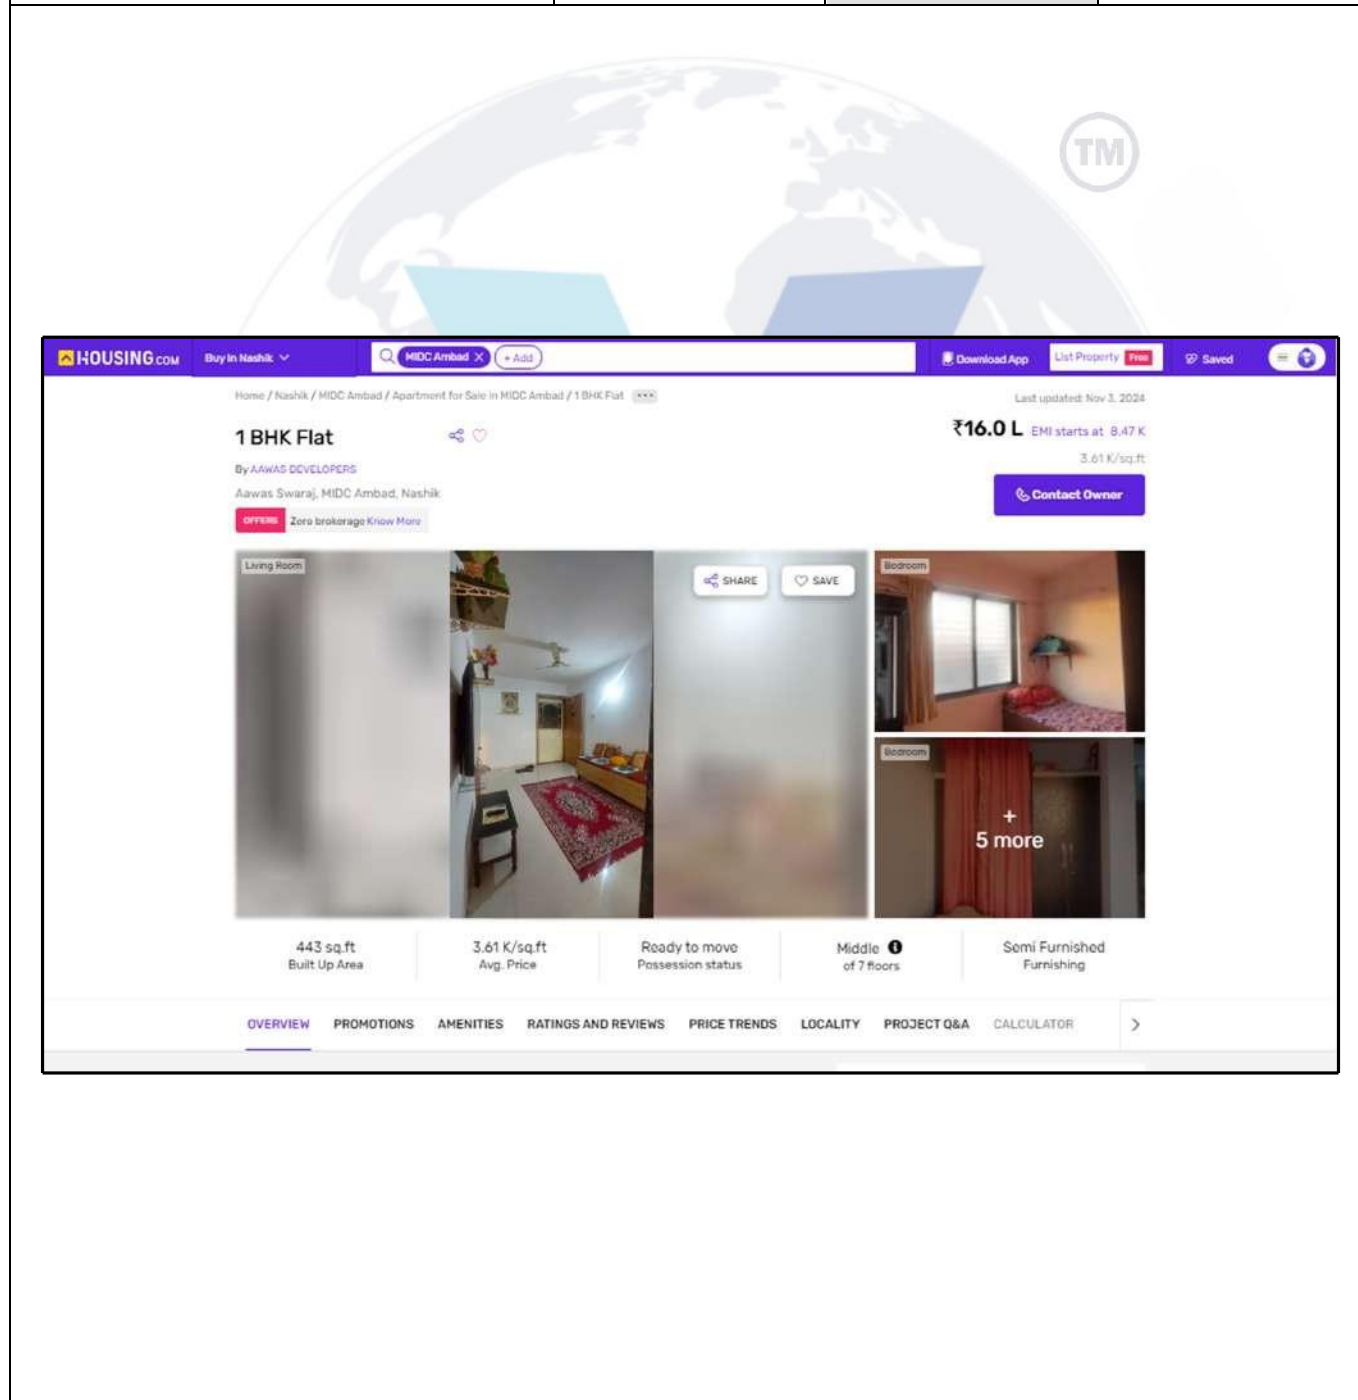 TM
HOUSING.COM Buy in Nashik MIDC Ambad X + Add Download App List Property Free Saved
Home / Nashik / MIDC Ambad / Apartment for Sale in MIDC Ambad / 1 BHK Flat ••• Last updated: Nov 3, 2024
1 BHK Flat ₹16.0 L EMI starts at 8.47 K
3.61 K/sq.ft
By AAWAS DEVELOPERS
Aawas Swaraj, MIDC Ambad, Nashik Contact Owner
OFFERS Zero brokerage Know More
Living Room SHARE SAVE Bedroom
Bedroom
+
5 more
443 sq.ft 3.61 K/sq.ft Ready to move Middle Semi Furnished
Built Up Area Avg. Price Possession status of 7 floors Furnishing
OVERVIEW PROMOTIONS AMENITIES RATINGS AND REVIEWS PRICE TRENDS LOCALITY PROJECT Q&A CALCULATOR >